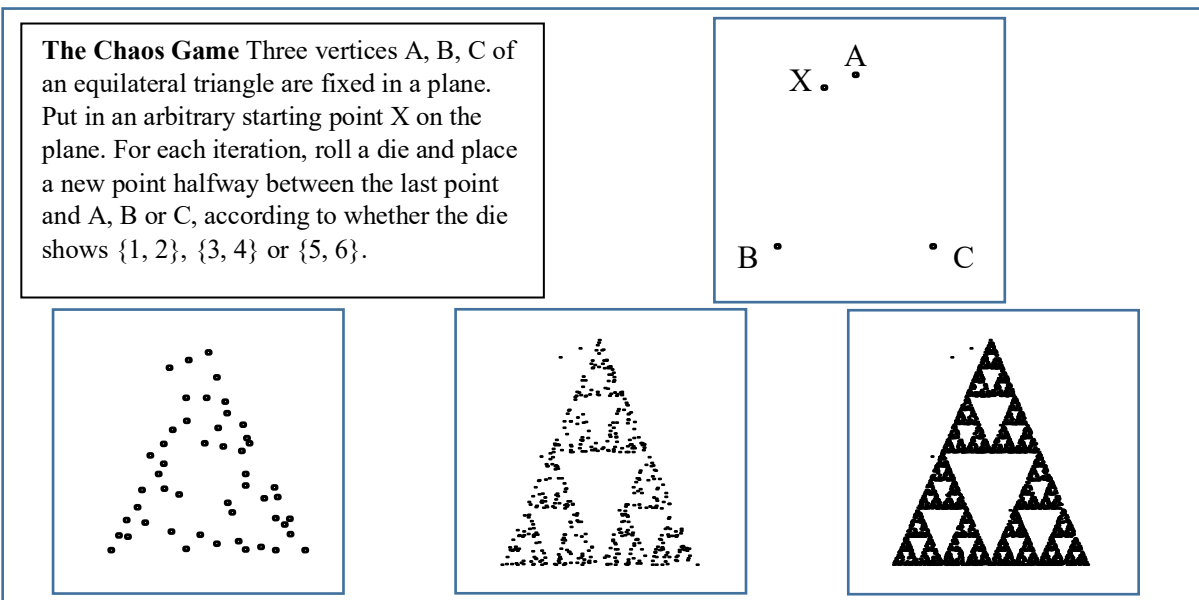 The Chaos Game Three vertices A, B, C of
an equilateral triangle are fixed in a plane.
Put in an arbitrary starting point X on the
plane. For each iteration, roll a die and place
a new point halfway between the last point
and A, B or C, according to whether the die
shows {1, 2}, {3, 4} or {5, 6}.
A
X
B
C